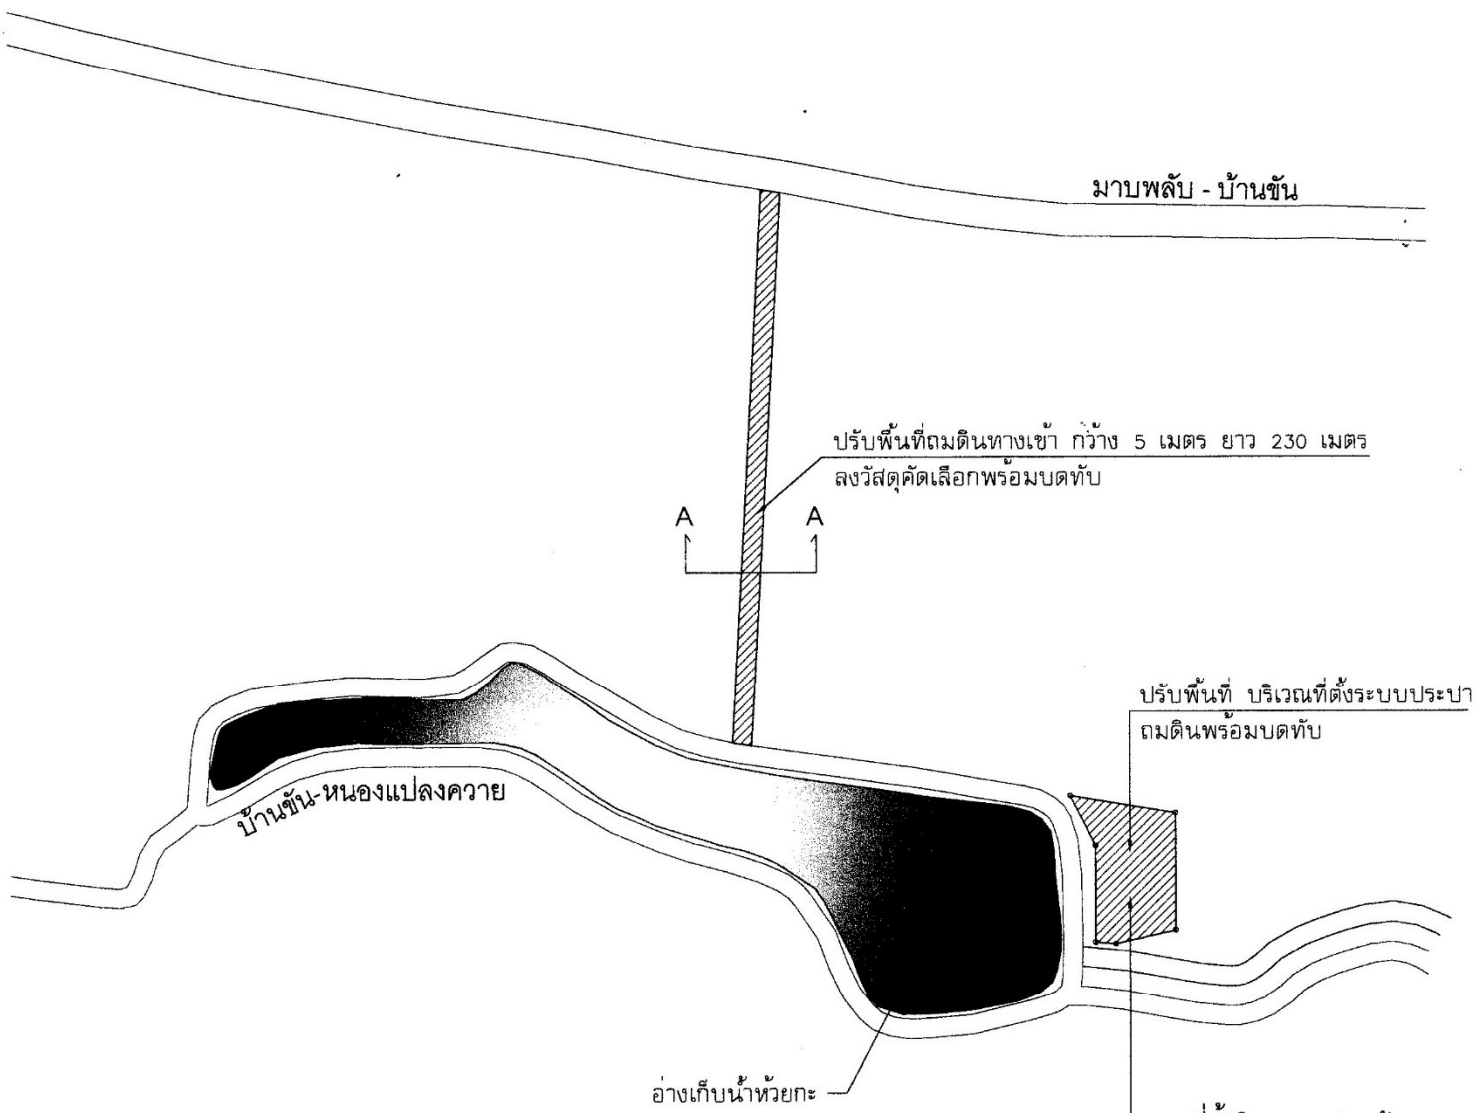 มาบพลับ - บ้านขัน
ปรับพื้นที่ถมดินทางเข้า กว้าง 5 เมตร ยาว 230 เมตร
ลงวัสดุคัดเลือกพร้อมบดทับ
A A
ปรับพื้นที่ บริเวณที่ตั้งระบบประปา
ถมดินพร้อมบดทับ
บ้านขัน-หนองแปลงควาย
อ่างเก็บน้ำห้วยกะ